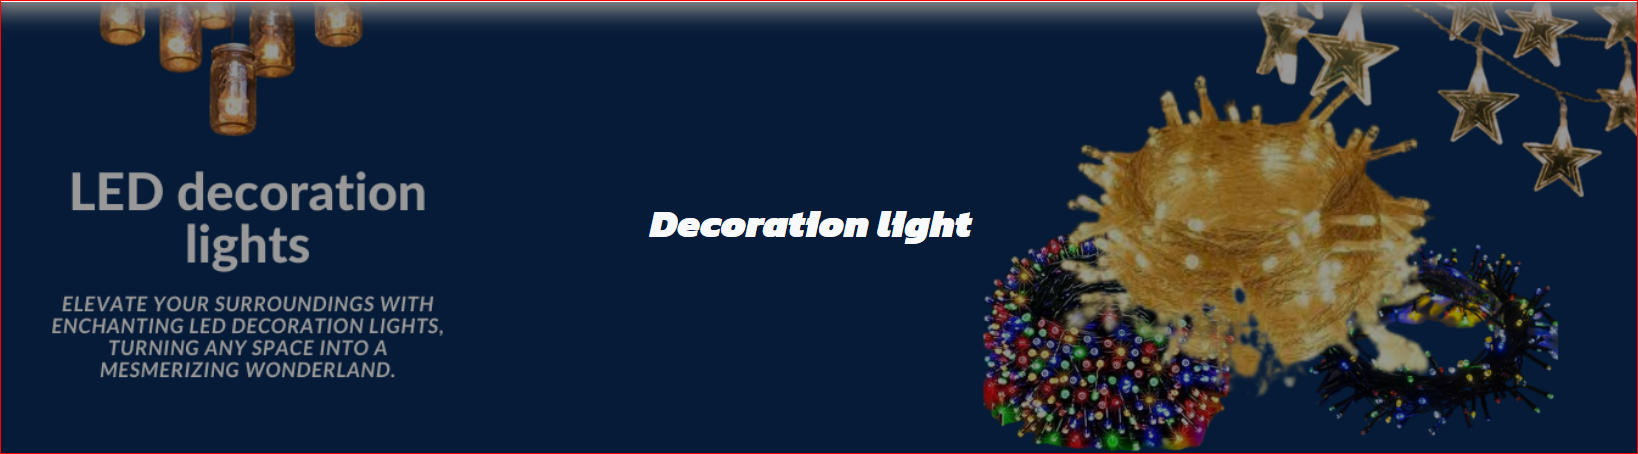 LED decoration
lights
ELEVATE YOUR SURROUNDINGS WITH
ENCHANTING LED DECORATION LIGHTS,
TURNING ANY SPACE INTO A
MESMERIZING WONDERLAND.
Decoration light